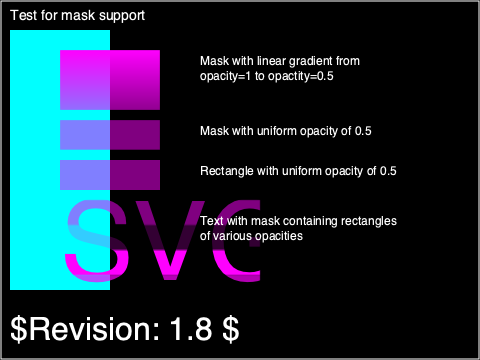 Test for mask support
Mask with linear gradient from
opacity=1 to opactity=0.5
Mask with uniform opacity of 0.5
Rectangle with uniform opacity of 0.5
SVG
Text with mask containing rectangles
of various opacities
$Revision: 1.8 $